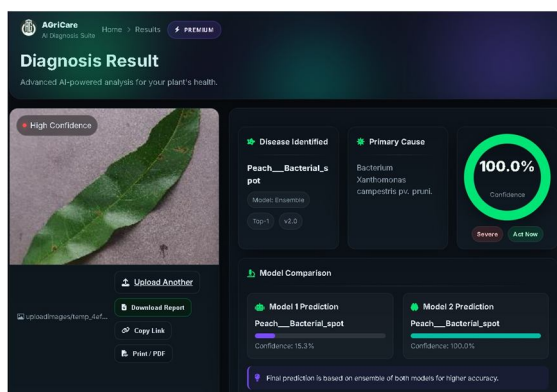 AGriCare
AI Diagnosis Suite
Home > Results
PREMIUM
Diagnosis Result
Advanced AI-powered analysis for your plant's health.
High Confidence
Upload Another
Download Report
uploadimages/temp_4ef...
Copy Link
Print / PDF
Disease Identified
Peach___Bacterial_s
pot
Model: Ensemble
Top-1
v2.0
Primary Cause
Bacterium
Xanthomonas
campestris pv. pruni.
100.0%
Confidence
Severe
Act Now
Model Comparison
Model 1 Prediction
Peach___Bacterial_spot
Confidence: 15.3%
Model 2 Prediction
Peach___Bacterial_spot
Confidence: 100.0%
Final prediction is based on ensemble of both models for higher accuracy.